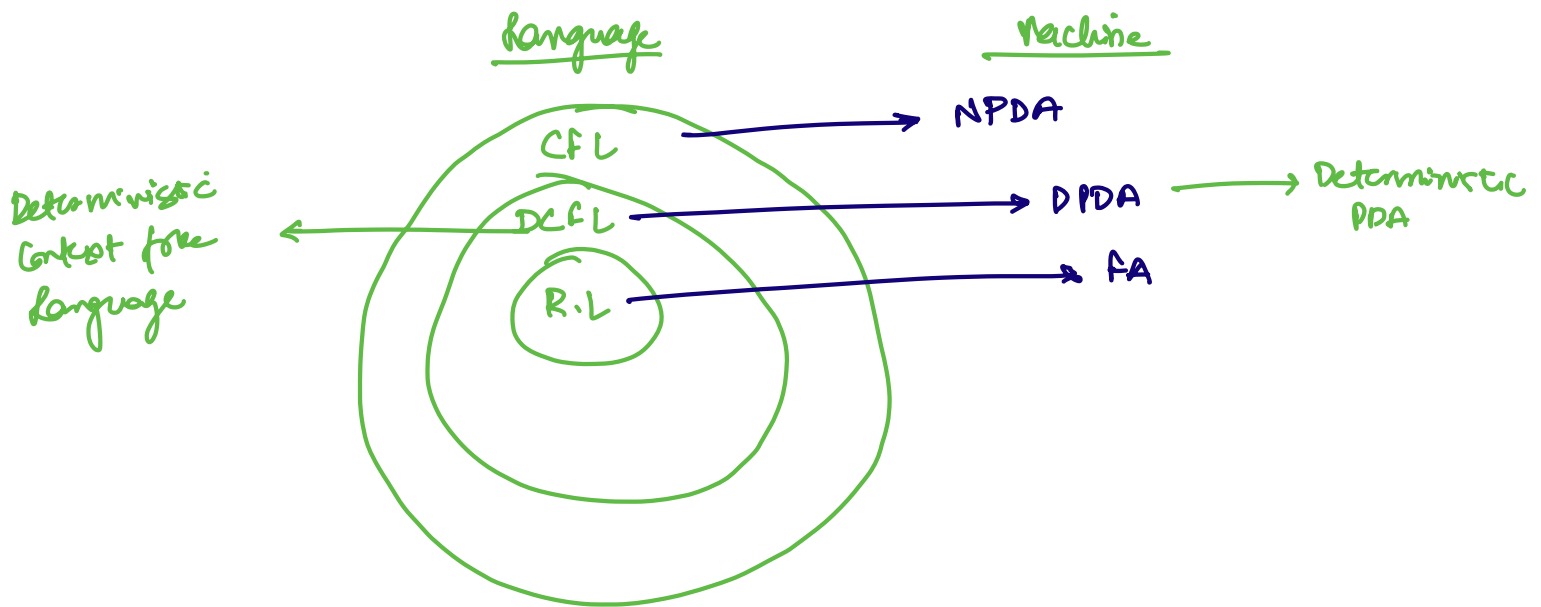 Language
Machine
NPDA
CFL
Deterministic
PDA
DPDA
Deterministic
Context free
Language
DCFL
FA
R.L